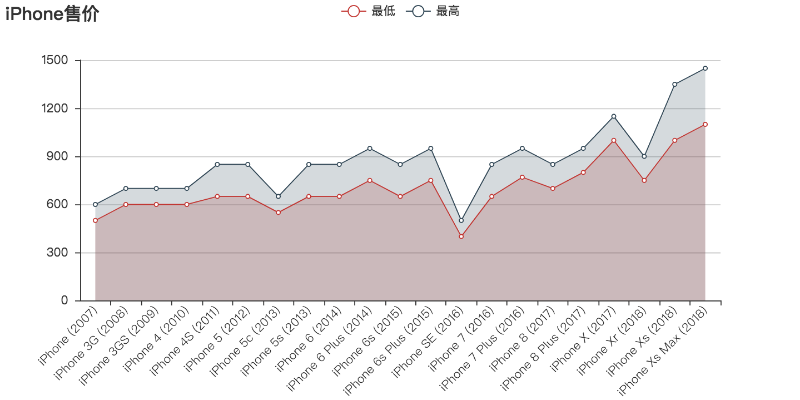 iPhone售价
最低 最高
1500
1200
900
600
300
0
iPhone (2007)
iPhone 3G (2008)
iPhone 3GS (2009)
iPhone 4 (2010)
iPhone 4S (2011)
iPhone 5 (2012)
iPhone 5c (2013)
iPhone 5s (2013)
iPhone 6 (2014)
iPhone 6 Plus (2014)
iPhone 6s (2015)
iPhone 6s Plus (2015)
iPhone SE (2016)
iPhone 7 (2016)
iPhone 7 Plus (2016)
iPhone 8 (2017)
iPhone 8 Plus (2017)
iPhone X (2017)
iPhone Xr (2018)
iPhone Xs (2018)
iPhone Xs Max (2018)